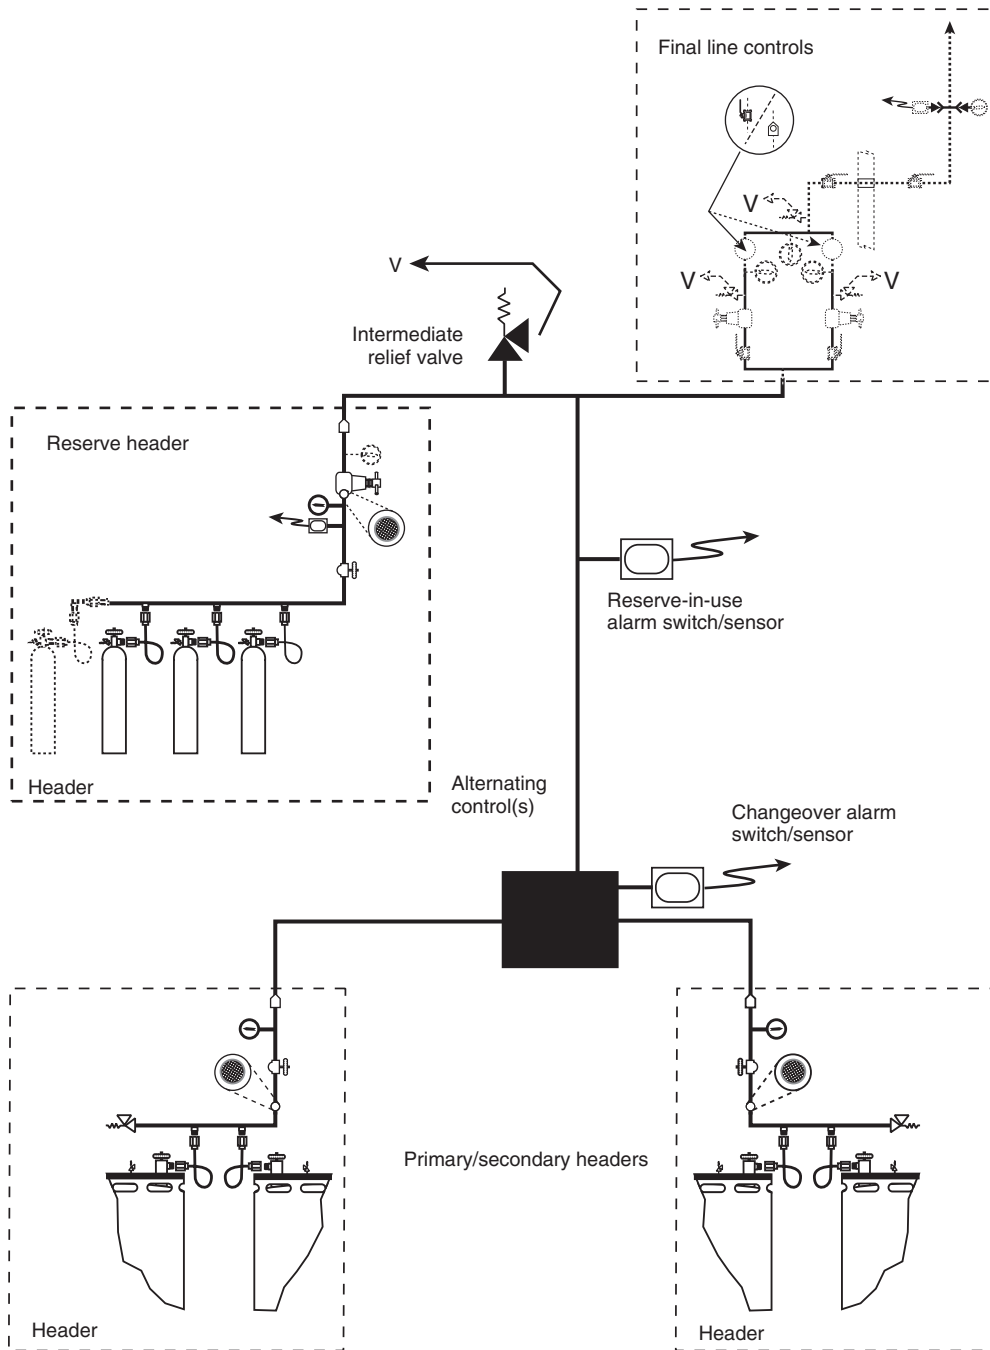 Final line controls
V
V
V
V
Intermediate
relief valve
Reserve header
Reserve-in-use
alarm switch/sensor
Header
Alternating
control(s)
Changeover alarm
switch/sensor
Primary/secondary headers
Header
Header